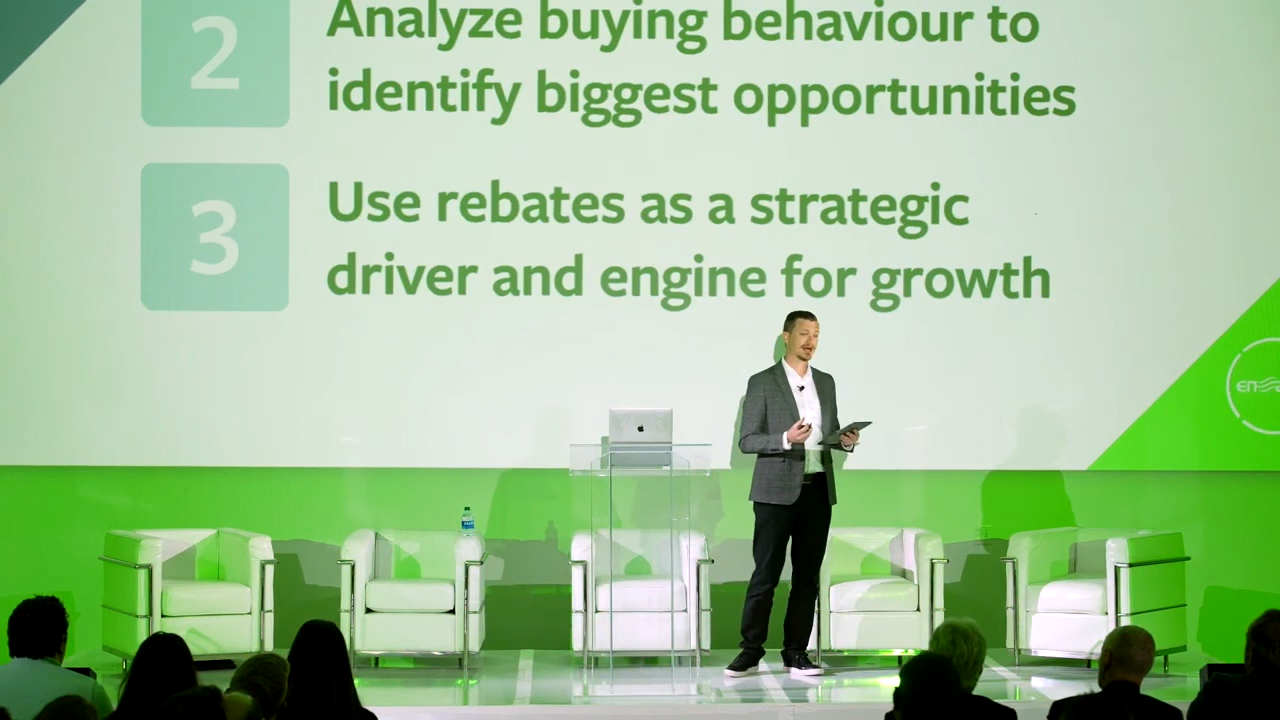 2
Analyze buying behaviour to
identify biggest opportunities
3
Use rebates as a strategic
driver and engine for growth